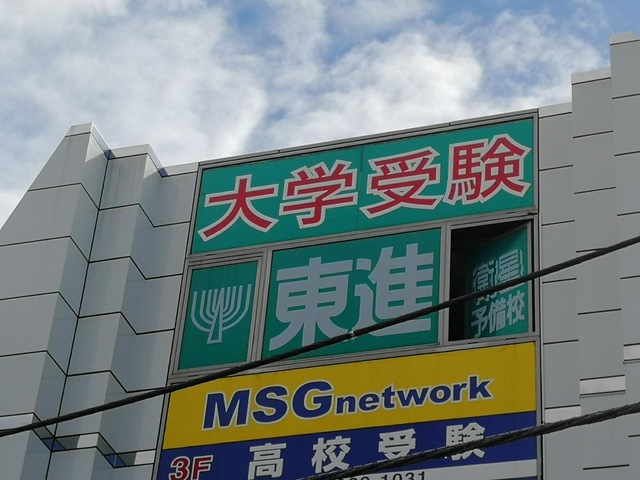 大学受験
東進
衛星
予備校
MSGnetwork
3F 高校受験